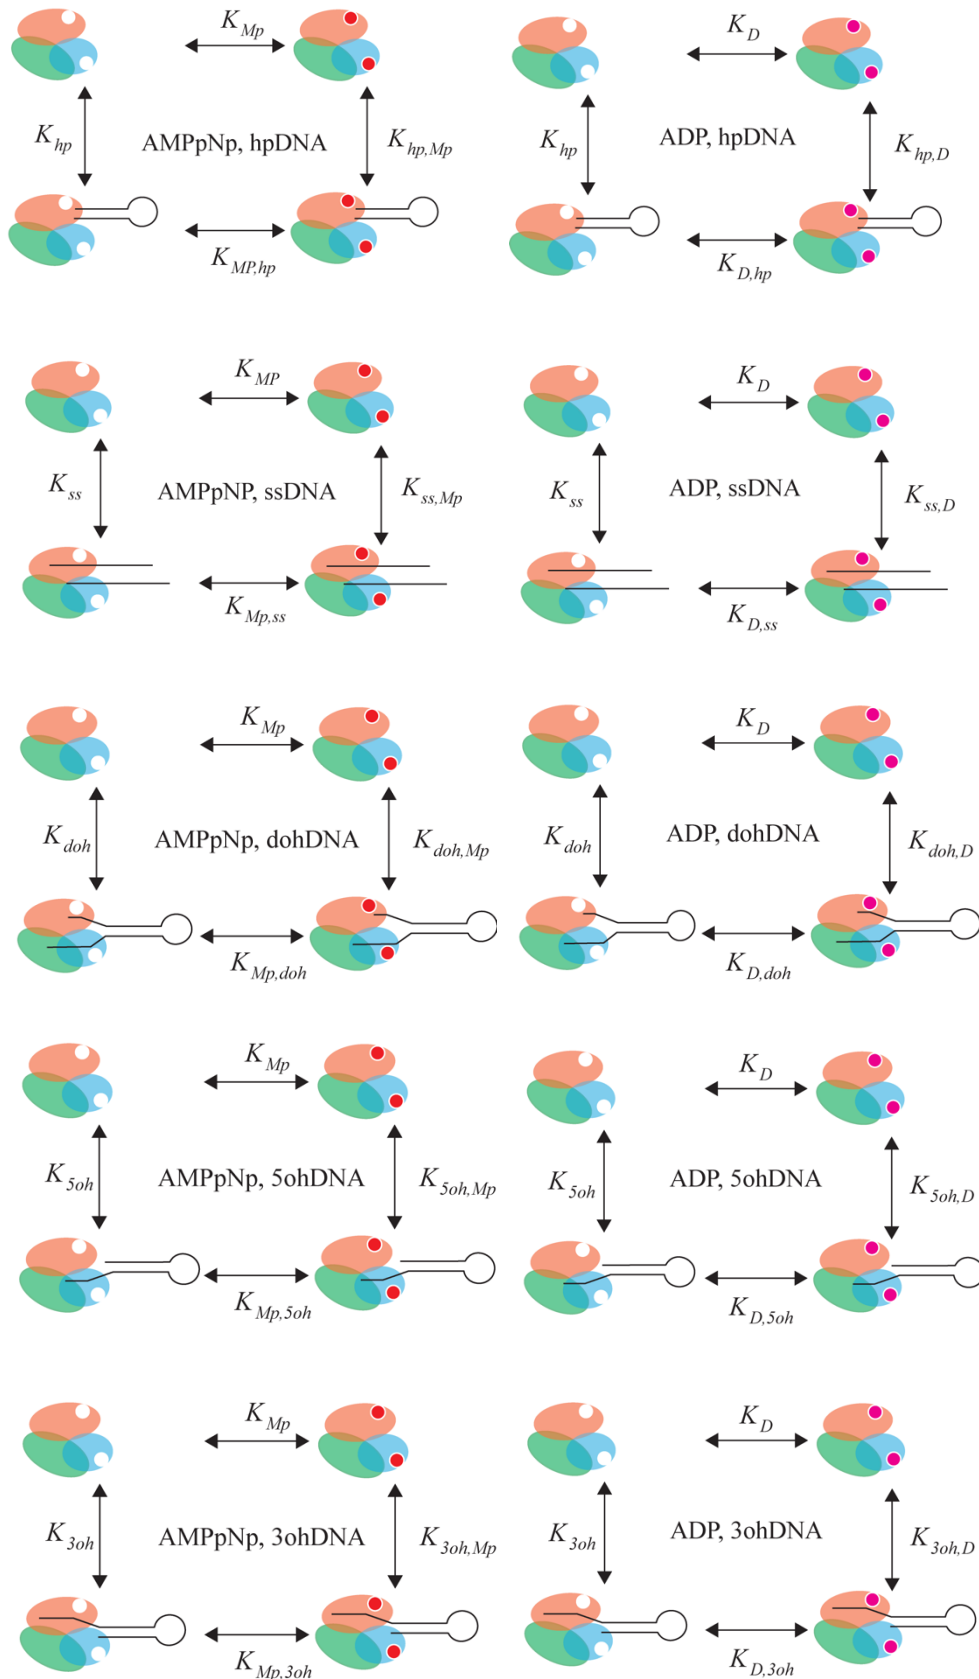 K_Mp
K_hp AMPpNp, hpDNA K_hp,Mp
K_MP,hp
K_D
K_hp ADP, hpDNA K_hp,D
K_D,hp
K_MP
K_ss AMPpNP, ssDNA K_ss,Mp
K_Mp,ss
K_D
K_ss ADP, ssDNA K_ss,D
K_D,ss
K_Mp
K_doh AMPpNp, dohDNA K_doh,Mp
K_Mp,doh
K_D
K_doh ADP, dohDNA K_doh,D
K_D,doh
K_Mp
K_5oh AMPpNp, 5ohDNA K_5oh,Mp
K_Mp,5oh
K_D
K_5oh ADP, 5ohDNA K_5oh,D
K_D,5oh
K_Mp
K_3oh AMPpNp, 3ohDNA K_3oh,Mp
K_Mp,3oh
K_D
K_3oh ADP, 3ohDNA K_3oh,D
K_D,3oh